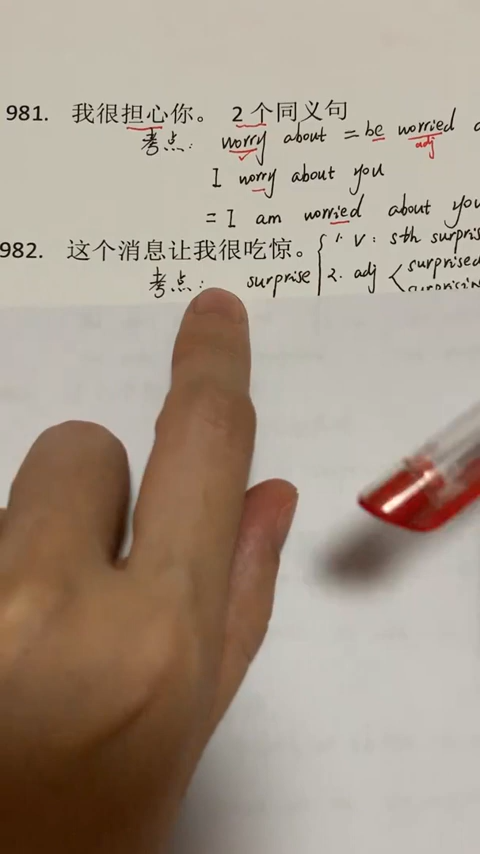 981. 我很担心你。 2个同义句
考点: worry about = be worried
adj
I worry about you
= I am worried about you
982. 这个消息让我很吃惊。 1. V: sth
考点: surprise 2. adj surprised